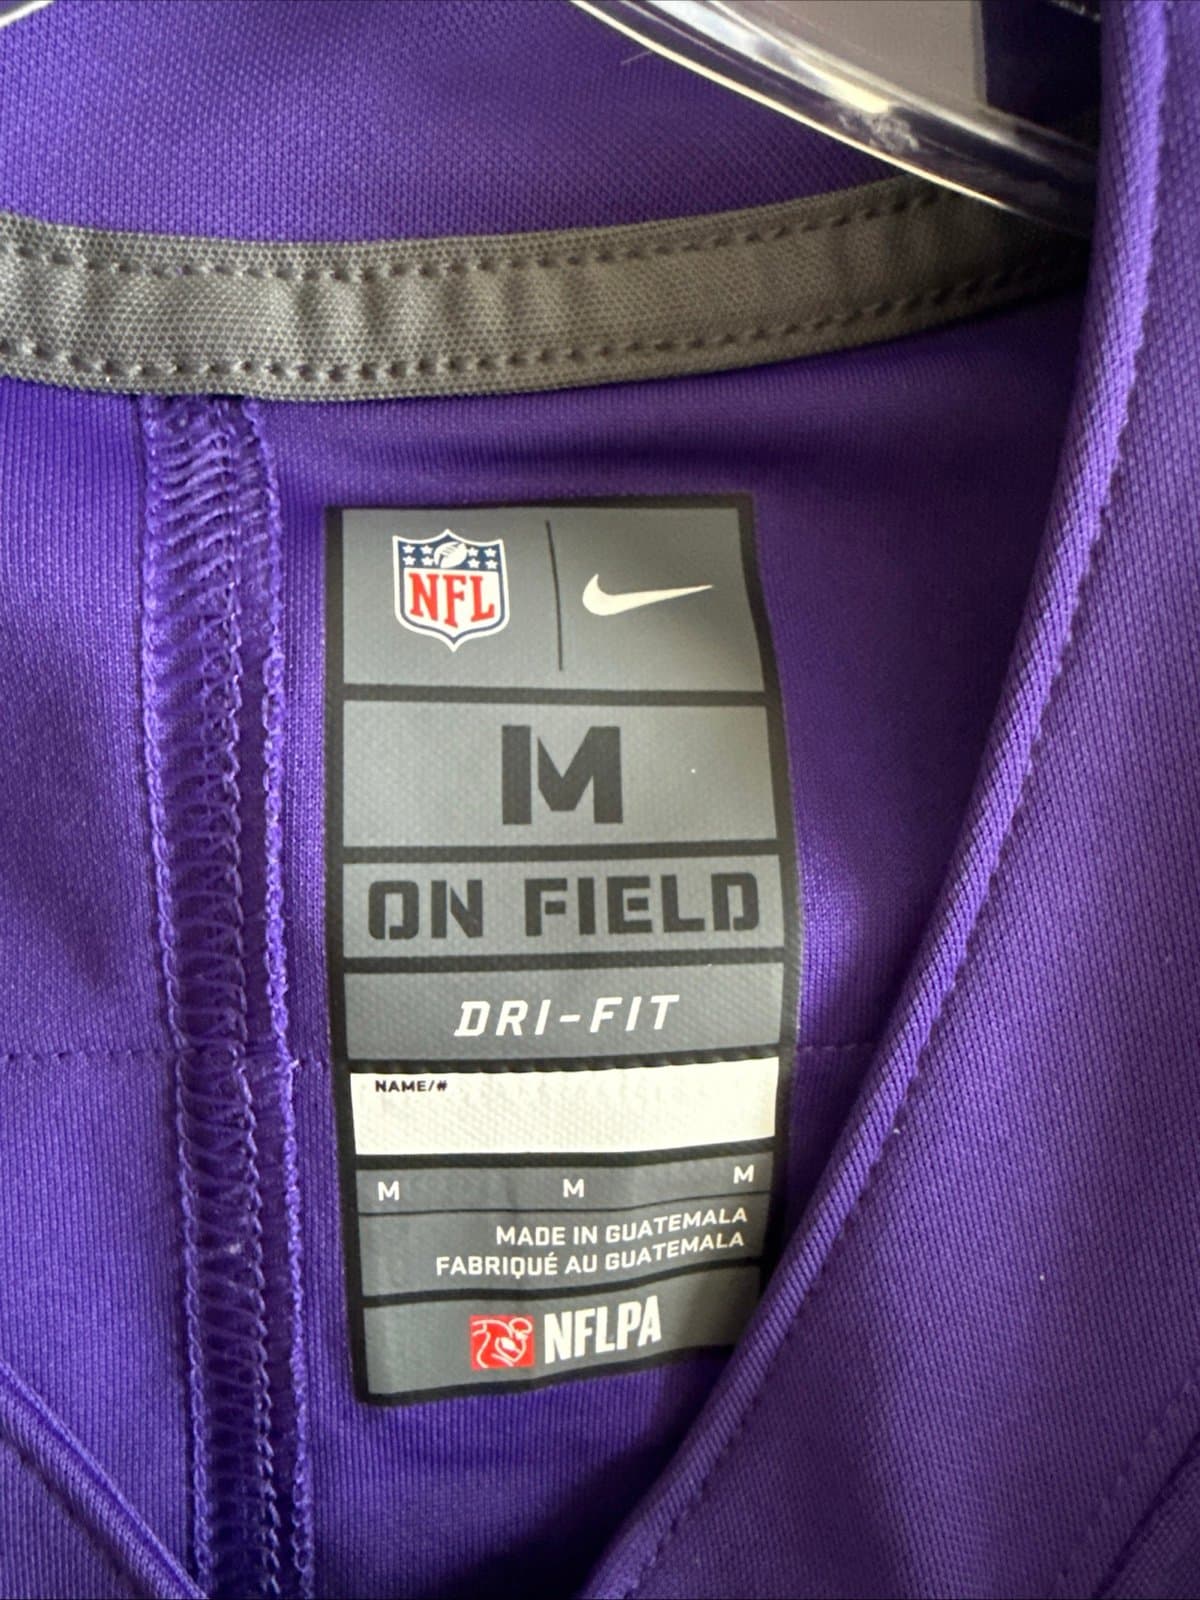 NFL
M
ON FIELD
DRI-FIT
NAME/#
M M M
MADE IN GUATEMALA
FABRIQUÉ AU GUATEMALA
NFLPA